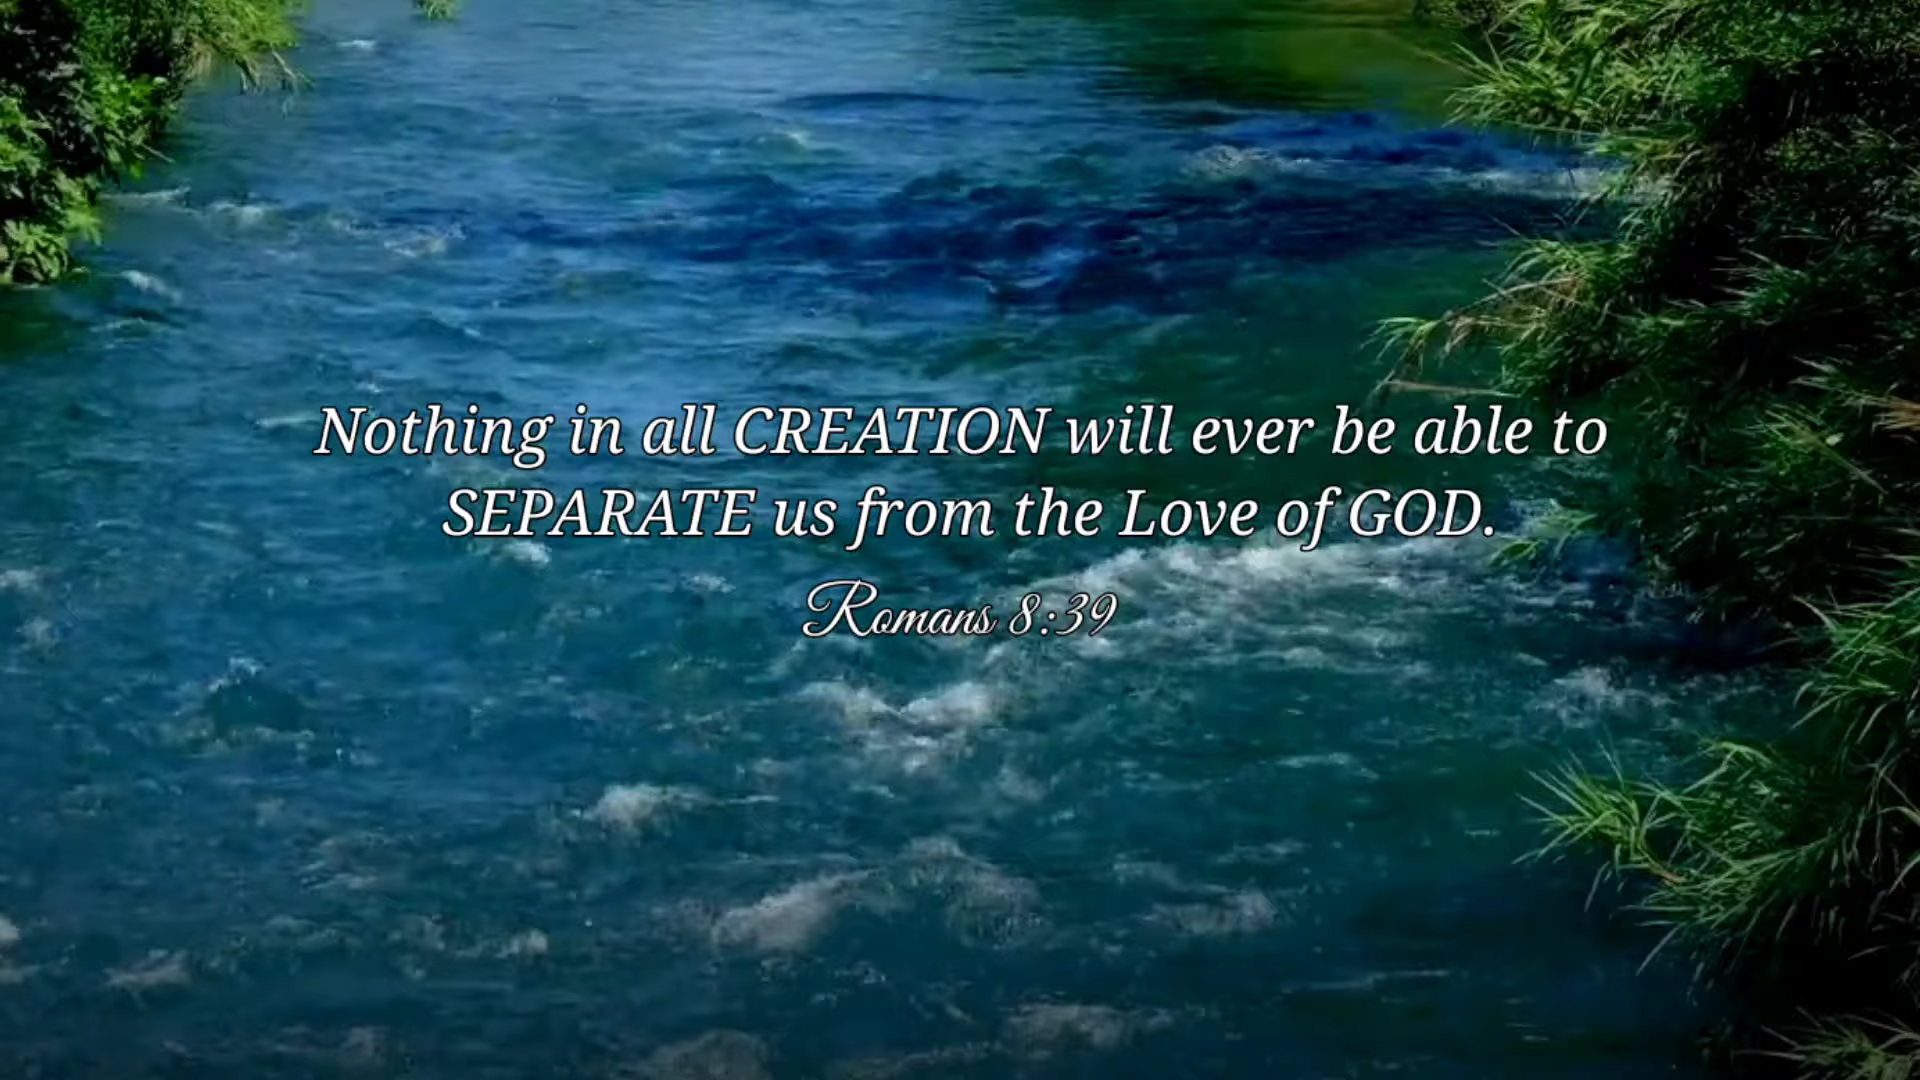 Nothing in all CREATION will ever be able to
SEPARATE us from the Love of GOD.
Romans 8:39